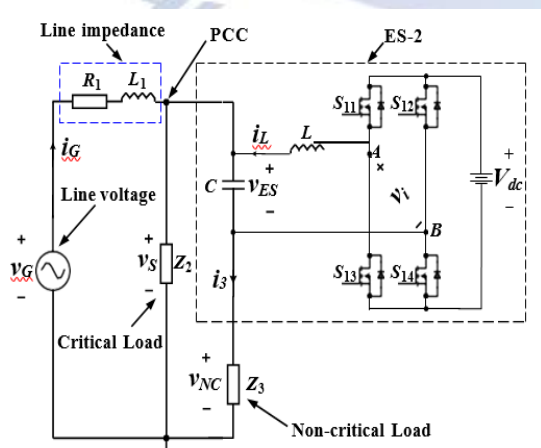 Line impedance
PCC
ES-2
R1
L1
S11
S12
iL
L
iG
A
+
+
×
C
vES
vi
Vdc
Line voltage
−
−
B
+
vG
−
+
vS
Z2
−
i3
S13
S14
Critical Load
+
vNC
Z3
−
Non-critical Load